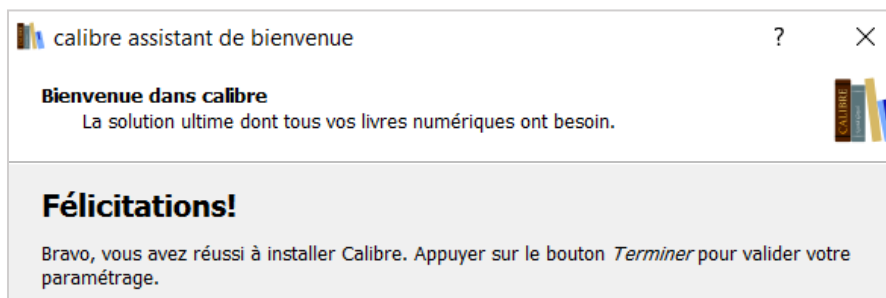 calibre assistant de bienvenue ?
Bienvenue dans calibre
La solution ultime dont tous vos livres numériques ont besoin.
CALIBRE
Félicitations!
Bravo, vous avez réussi à installer Calibre. Appuyer sur le bouton Terminer pour valider votre
paramétrage.